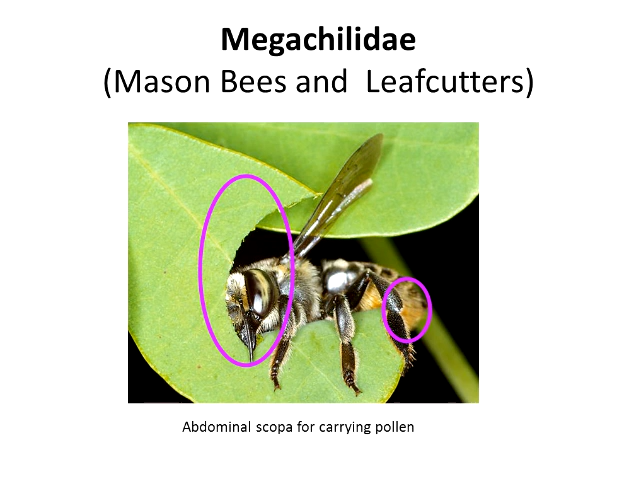 Megachilidae
(Mason Bees and  Leafcutters)
Abdominal scopa for carrying pollen